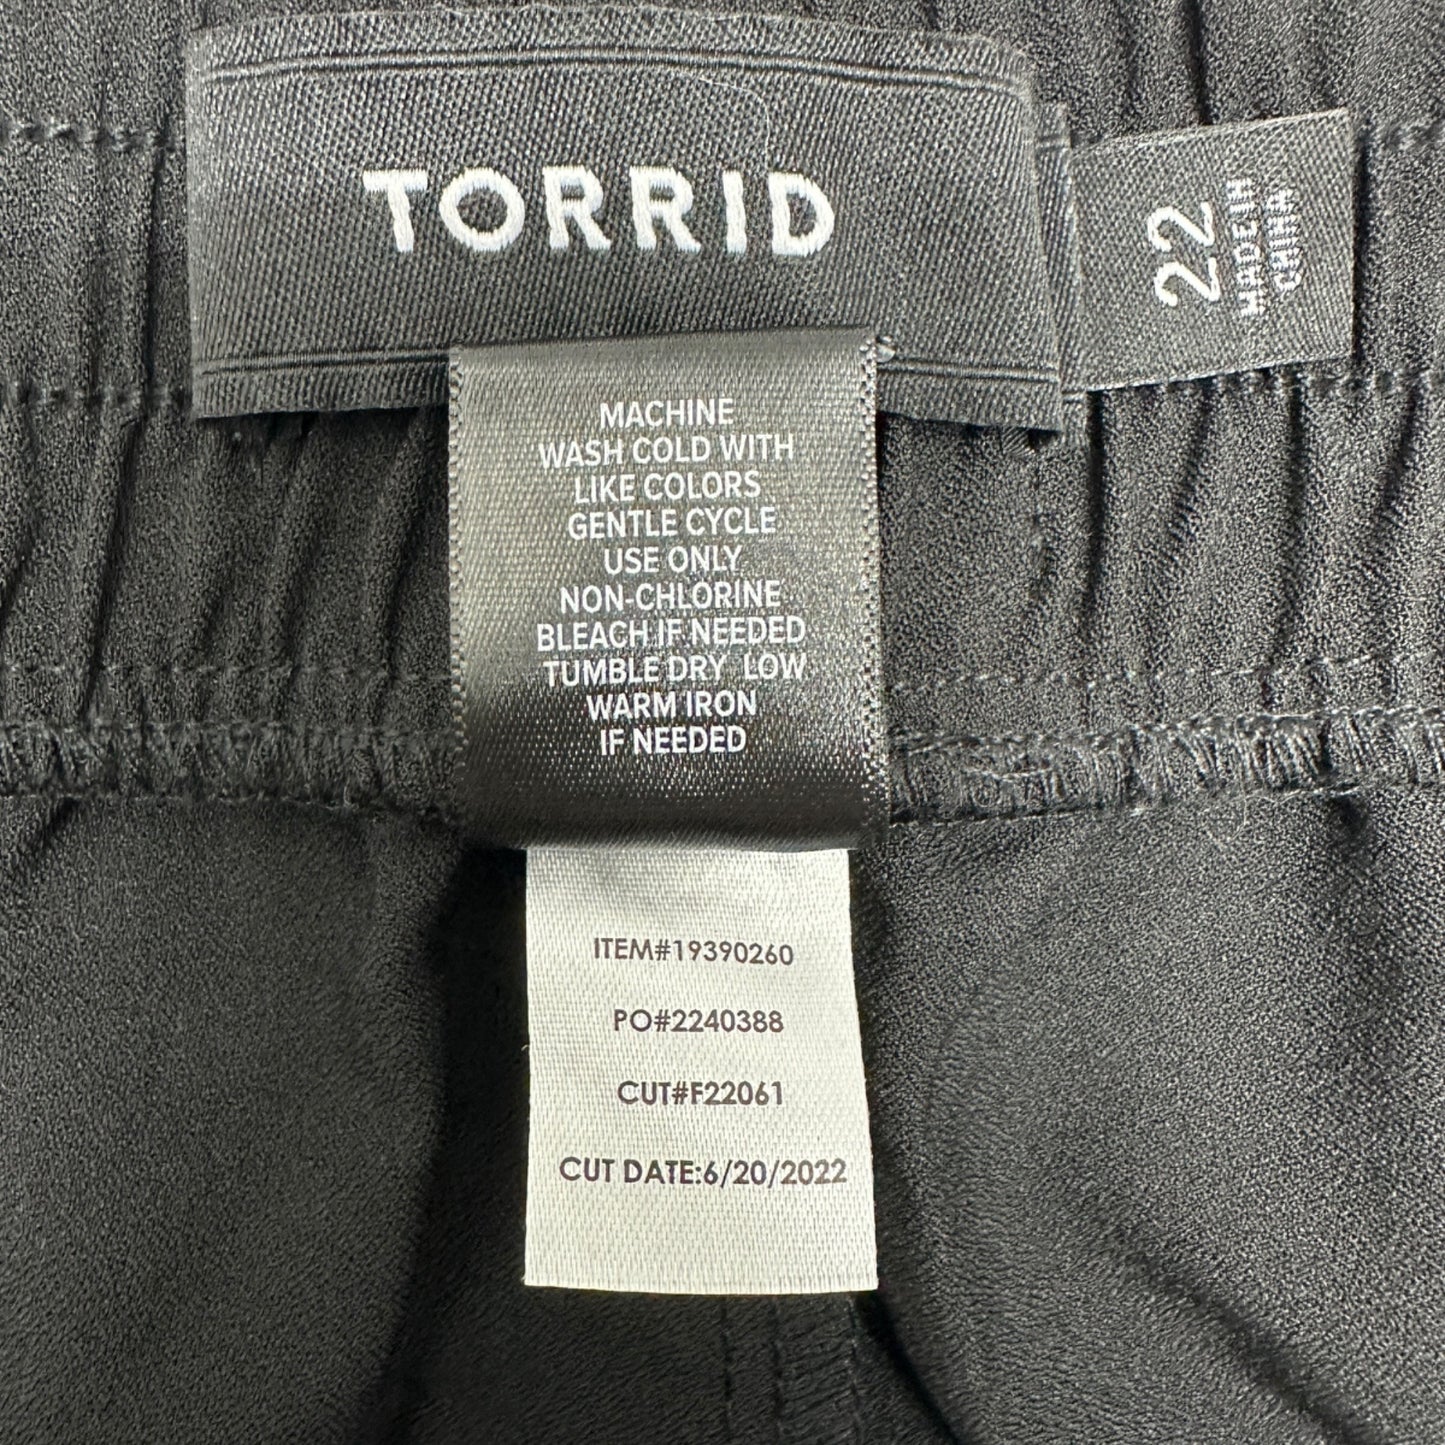 TORRID
22
MADE IN
CHINA
MACHINE
WASH COLD WITH
LIKE COLORS
GENTLE CYCLE
USE ONLY
NON-CHLORINE
BLEACH IF NEEDED
TUMBLE DRY LOW
WARM IRON
IF NEEDED
ITEM#19390260
PO#2240388
CUT#F22061
CUT DATE:6/20/2022